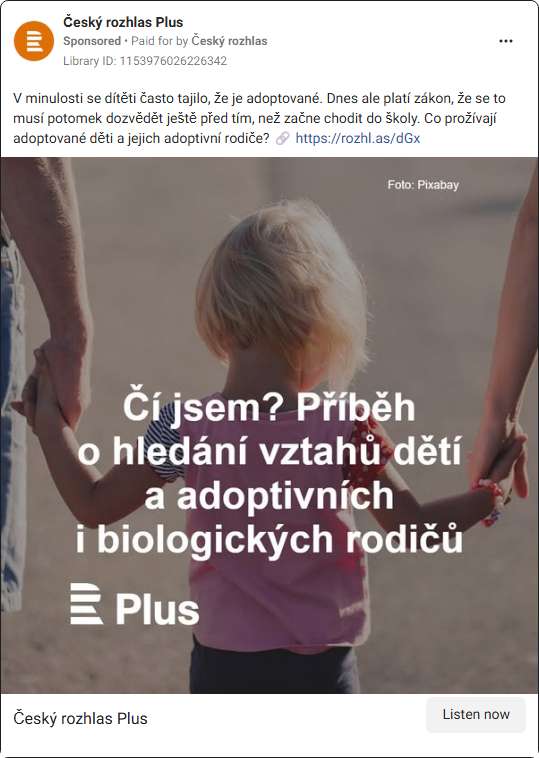 Český rozhlas Plus
Sponsored • Paid for by Český rozhlas
Library ID: 1153976026226342
V minulosti se dítěti často tajilo, že je adoptované. Dnes ale platí zákon, že se to
musí potomek dozvědět ještě před tím, než začne chodit do školy. Co prožívají
adoptované děti a jejich adoptivní rodiče? 🔗 https://rozhl.as/dGx
Foto: Pixabay
Čí jsem? Příběh
o hledání vztahů dětí
a adoptivních
i biologických rodičů
Plus
Český rozhlas Plus
Listen now